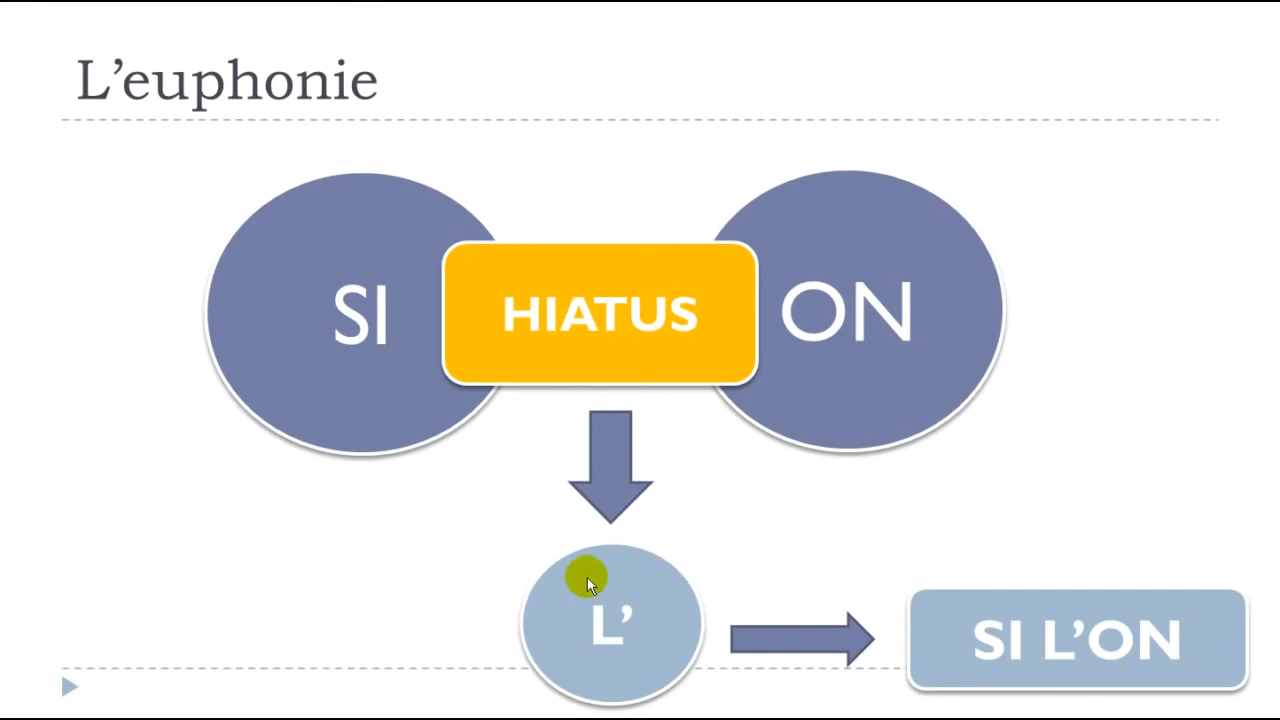 L’euphonie
SI
HIATUS
ON
L’
SI L’ON